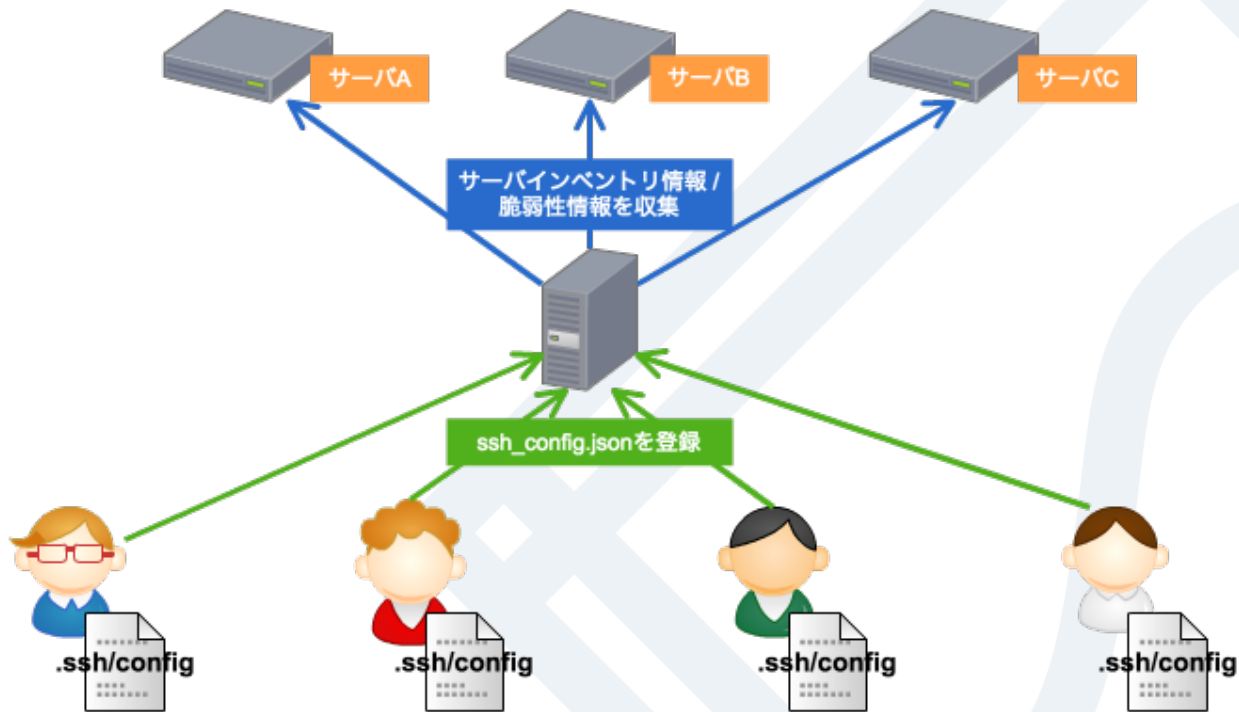 サーバA
サーバB
サーバC
サーバインベントリ情報 /
脆弱性情報を収集
ssh_config.jsonを登録
.ssh/config
.ssh/config
.ssh/config
.ssh/config